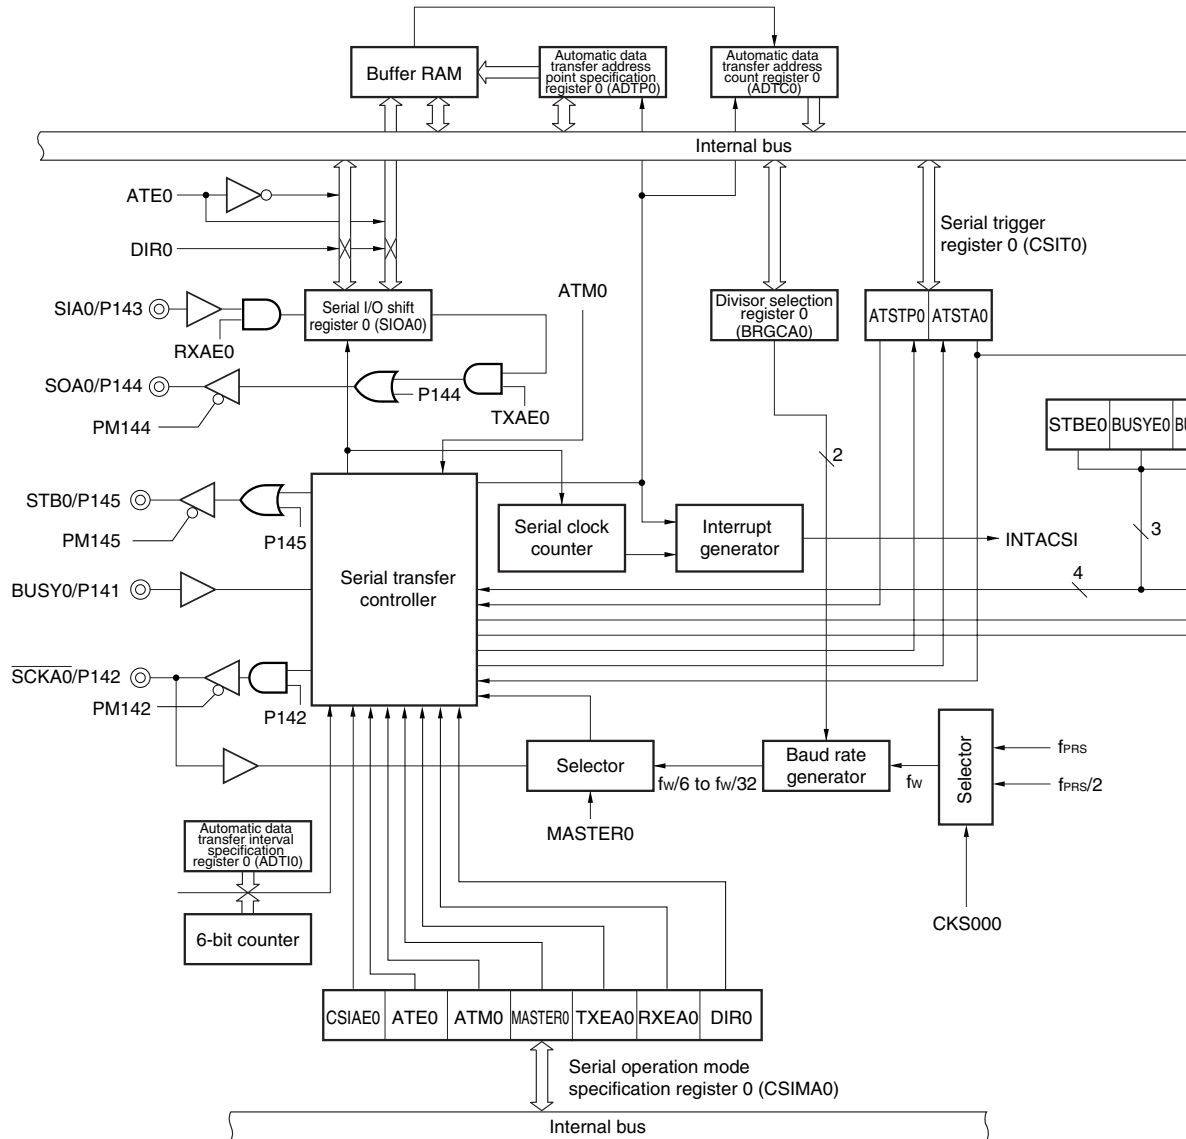 Buffer RAM
Automatic data
transfer address
point specification
register 0 (ADTP0)
Automatic data
transfer address
count register 0
(ADTC0)
Internal bus
ATE0
DIR0
Serial trigger
register 0 (CSIT0)
SIA0/P143
RXAE0
Serial I/O shift
register 0 (SIOA0)
ATM0
Divisor selection
register 0
(BRGCA0)
ATSTP0
ATSTA0
SOA0/P144
PM144
P144
TXAE0
STBE0
BUSYE0
2
STB0/P145
PM145
P145
Serial clock
counter
Interrupt
generator
INTACSI
3
BUSY0/P141
Serial transfer
controller
4
SCKA0/P142
PM142
P142
Selector
fW/6 to fW/32
Baud rate
generator
fW
Selector
fPRS
fPRS/2
MASTER0
CKS000
Automatic data
transfer interval
specification
register 0 (ADTI0)
6-bit counter
CSIAE0
ATE0
ATM0
MASTER0
TXEA0
RXEA0
DIR0
Serial operation mode
specification register 0 (CSIMA0)
Internal bus